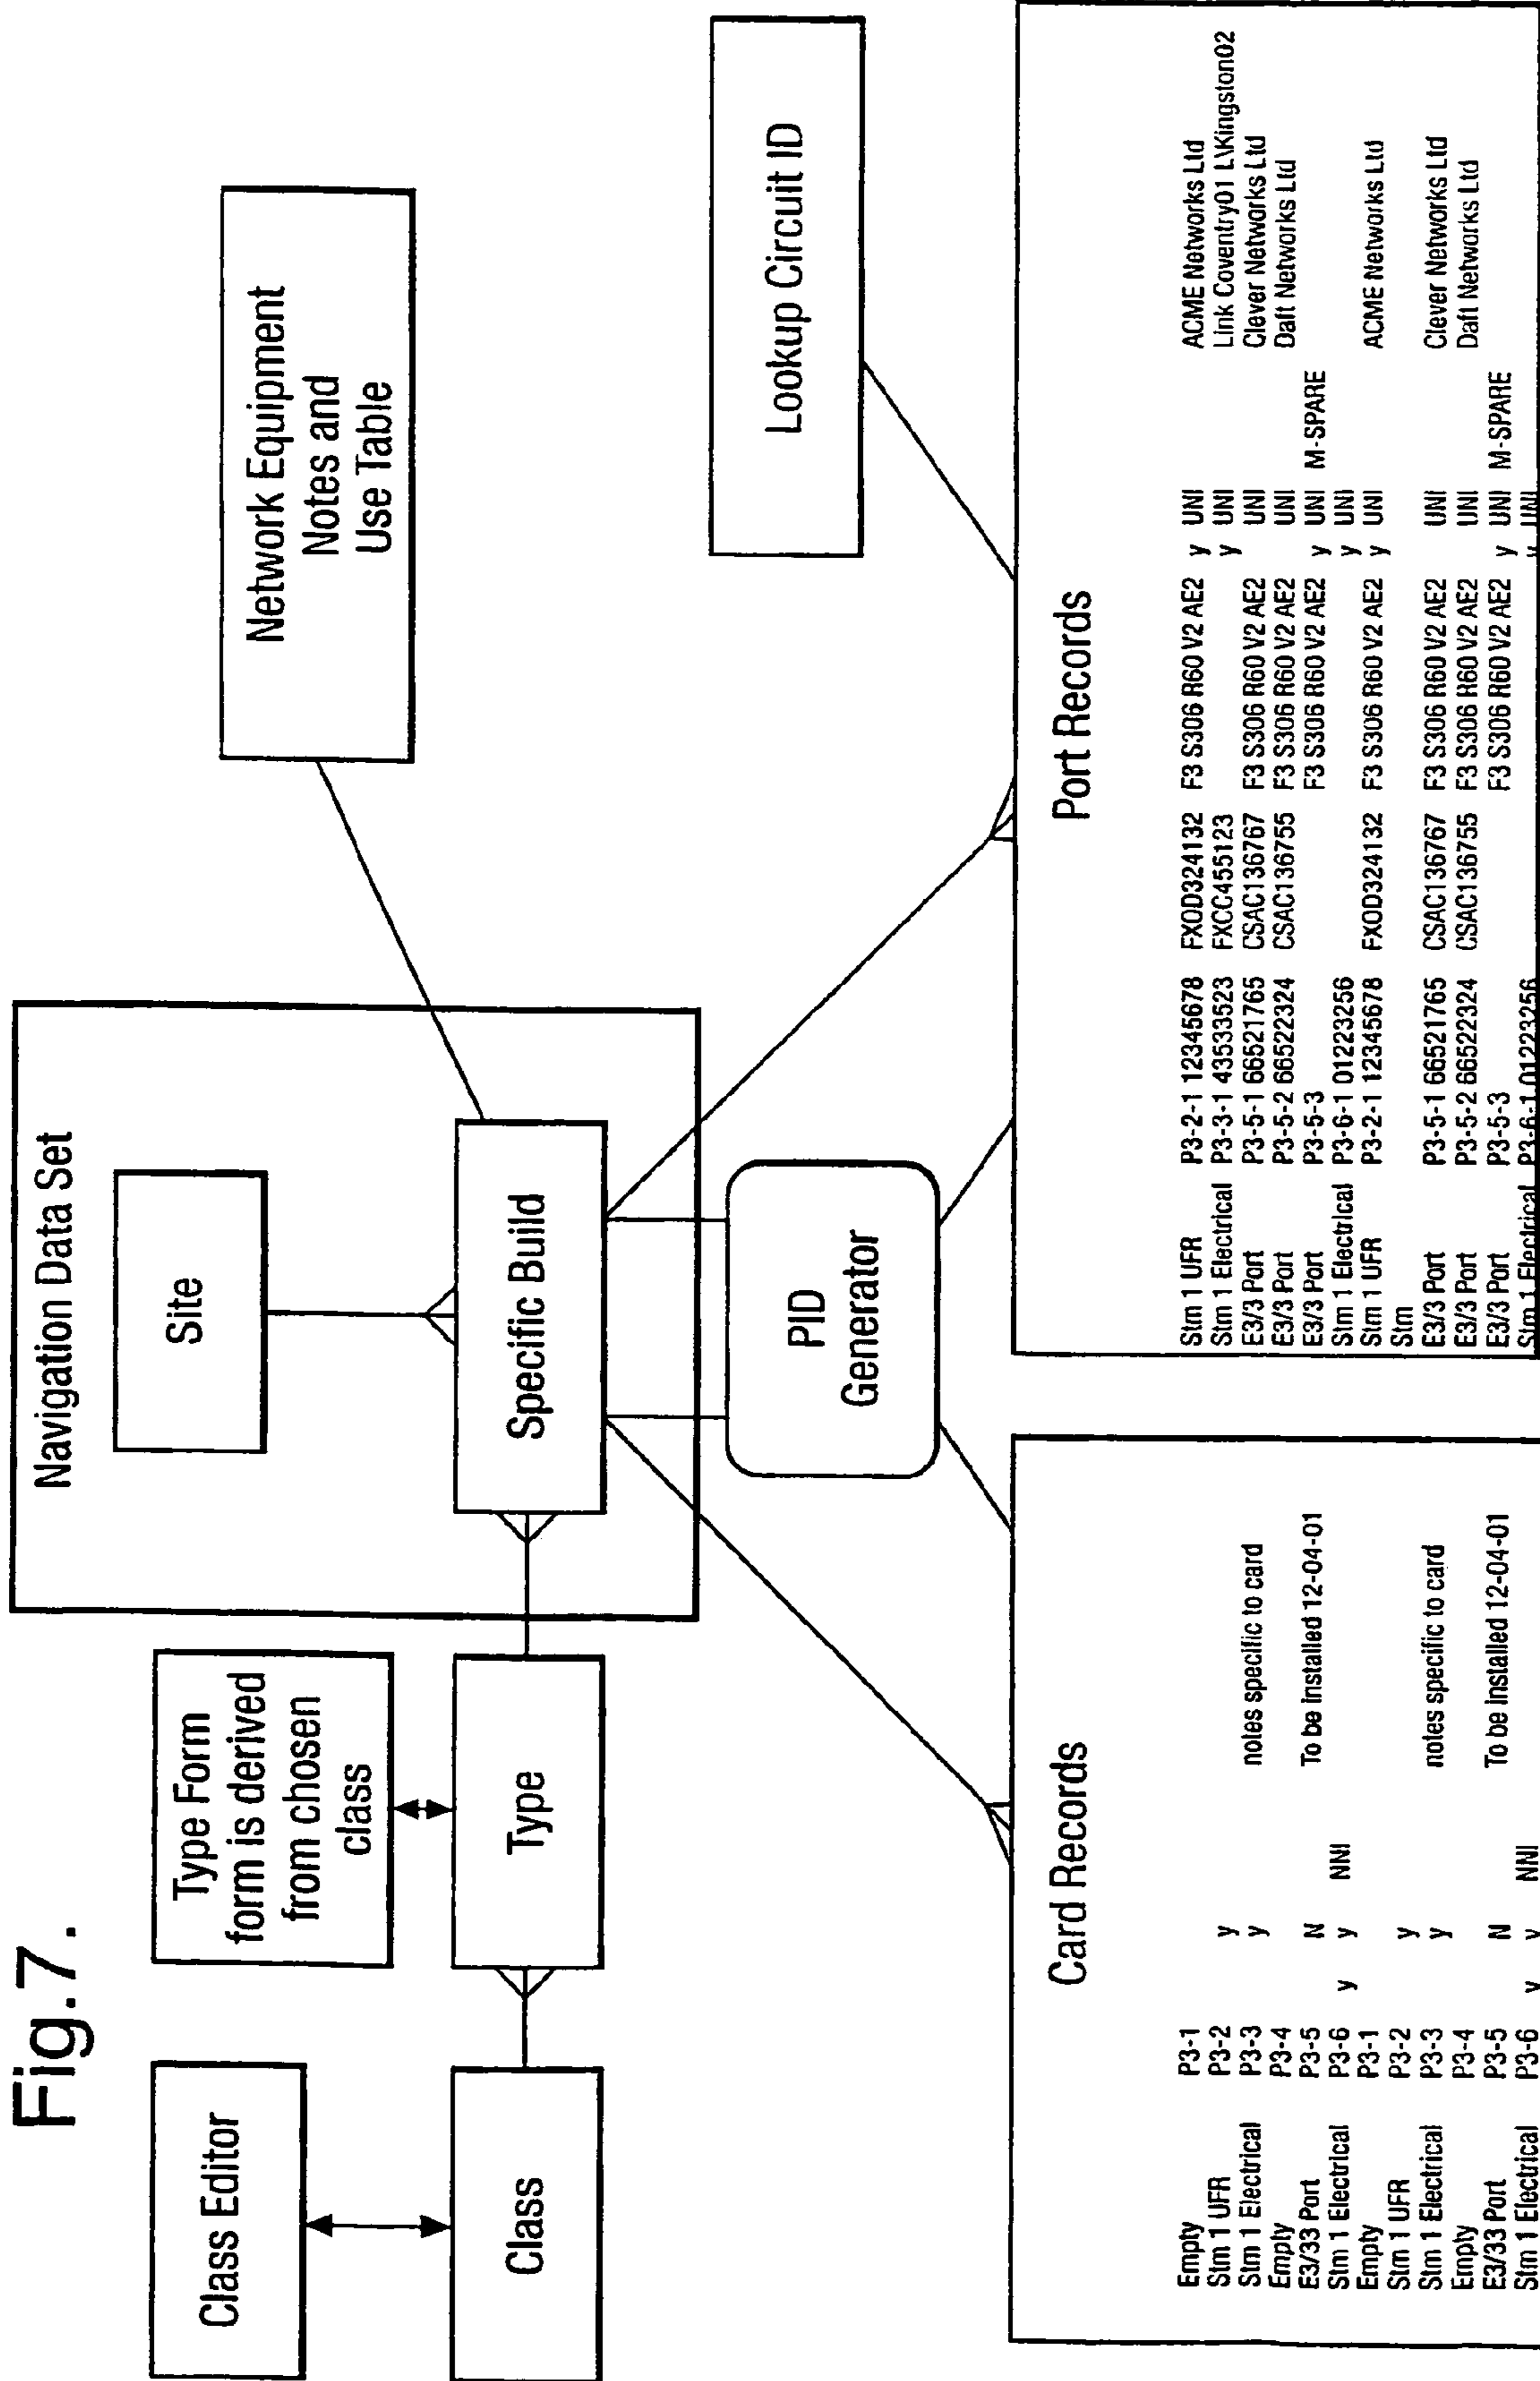 Fig.7.
Class Editor
Class
Type Form
form is derived
from chosen
class
Type
Navigation Data Set
Site
Specific Build
Network Equipment
Notes and
Use Table
PID
Generator
Lookup Circuit ID
Card Records
Empty P3-1
Stm 1 UFR P3-2 y
Stm 1 Electrical P3-3 y notes specific to card
Empty P3-4
E3/33 Port P3-5 N To be installed 12-04-01
Stm 1 Electrical P3-6 y y NNI
Empty P3-1
Stm 1 UFR P3-2 y
Stm 1 Electrical P3-3 y notes specific to card
Empty P3-4
E3/33 Port P3-5 N To be installed 12-04-01
Stm 1 Electrical P3-6 y y NNI
Port Records
Stm 1 UFR P3-2-1 12345678 FXOD324132 F3 S306 R60 V2 AE2 y UNI ACME Networks Ltd
Stm 1 Electrical P3-3-1 43533523 FXCC455123 y UNI Link Coventry01 L\Kingston02
E3/3 Port P3-5-1 66521765 CSAC136767 F3 S306 R60 V2 AE2 UNI Clever Networks Ltd
E3/3 Port P3-5-2 66522324 CSAC136755 F3 S306 R60 V2 AE2 UNI Daft Networks Ltd
E3/3 Port P3-5-3 F3 S306 R60 V2 AE2 y UNI M-SPARE
Stm 1 Electrical P3-6-1 01223256 y UNI
Stm 1 UFR P3-2-1 12345678 FXOD324132 F3 S306 R60 V2 AE2 y UNI ACME Networks Ltd
Stm
E3/3 Port P3-5-1 66521765 CSAC136767 F3 S306 R60 V2 AE2 UNI Clever Networks Ltd
E3/3 Port P3-5-2 66522324 CSAC136755 F3 S306 R60 V2 AE2 UNI Daft Networks Ltd
E3/3 Port P3-5-3 F3 S306 R60 V2 AE2 y UNI M-SPARE
Stm 1 Electrical P3-6-1 01223256 y UNI